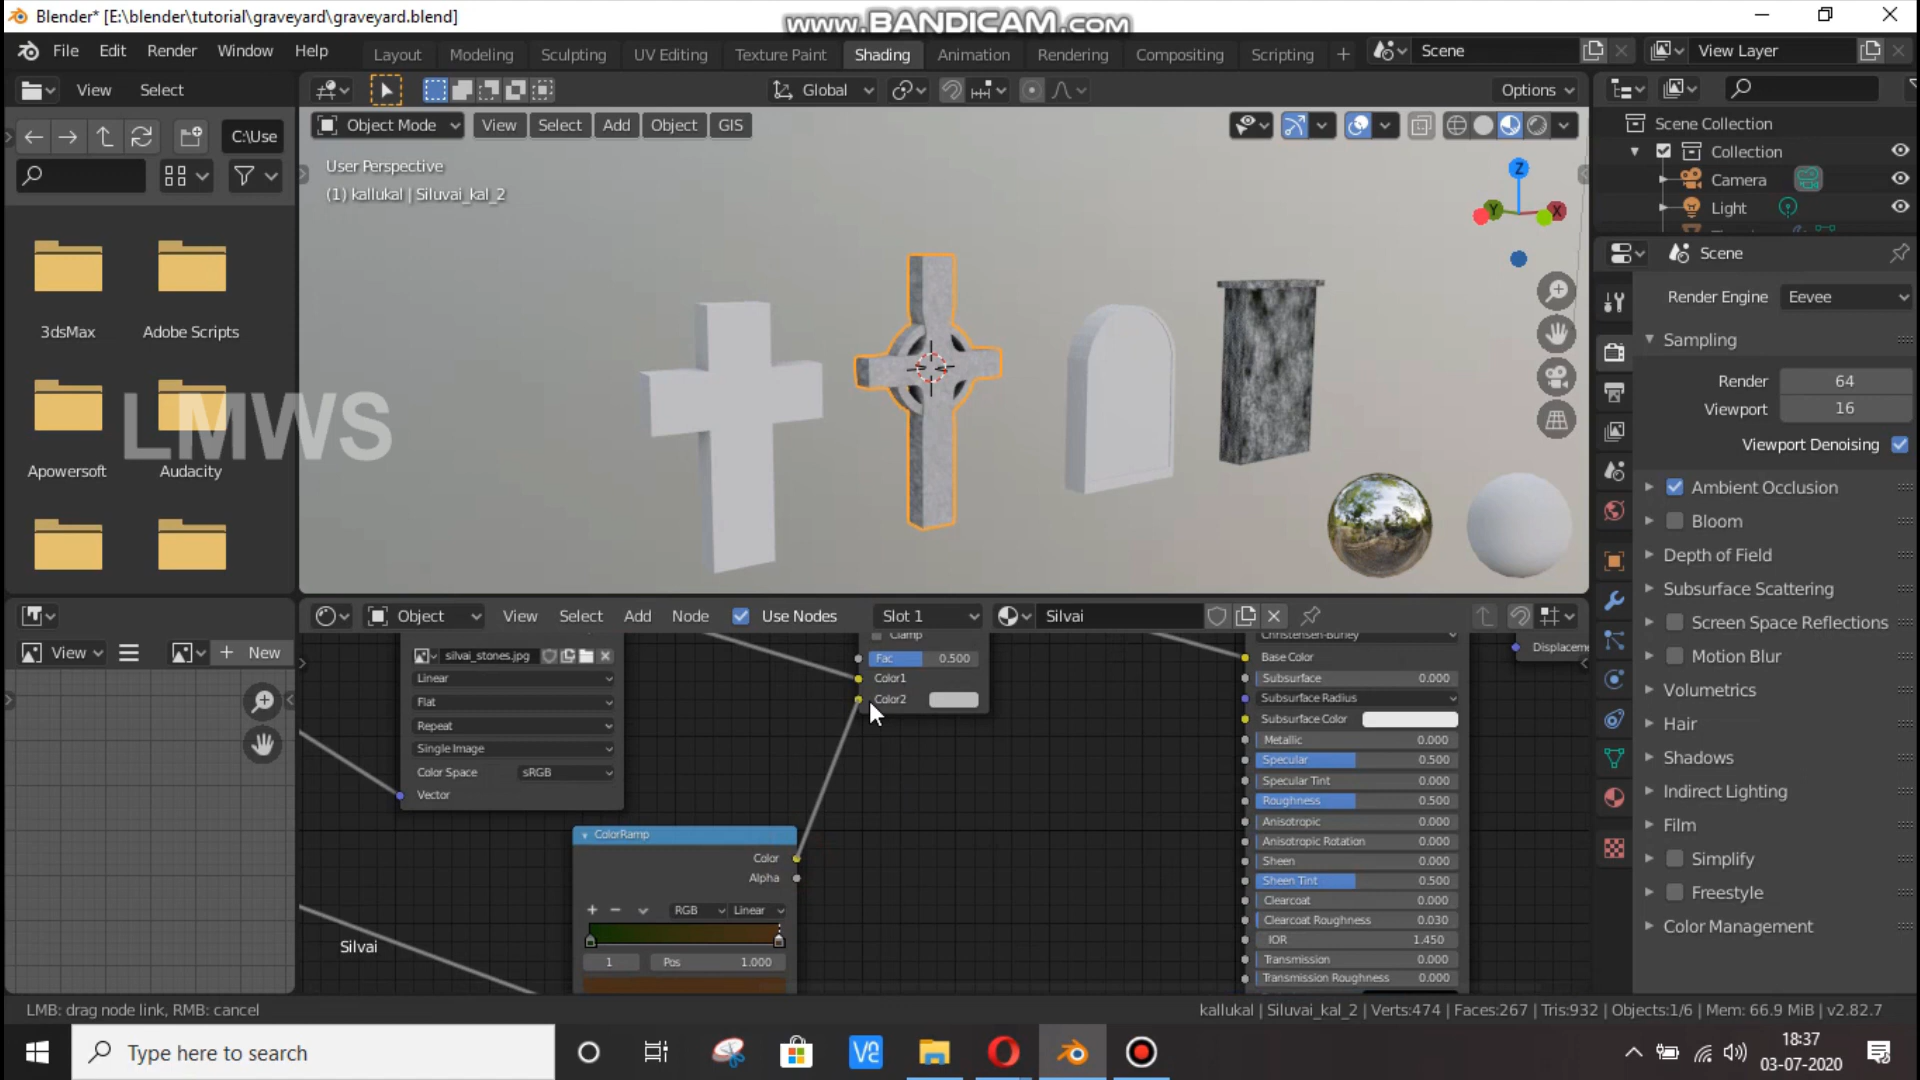 Blender* [E:\blender\tutorial\graveyard\graveyard.blend]
www.BANDICAM.com
File Edit Render Window Help
Layout Modeling Sculpting UV Editing Texture Paint Shading Animation Rendering Compositing Scripting +
Scene
View Layer
View Select
Global
Options
C:\Use
Object Mode View Select Add Object GIS
User Perspective
(1) kallukal | Siluvai_kal_2
Z
Y
X
Scene Collection
Collection
Camera
Light
Scene
Render Engine Eevee
Sampling
Render 64
Viewport 16
Viewport Denoising
Ambient Occlusion
Bloom
Depth of Field
Subsurface Scattering
Screen Space Reflections
Motion Blur
Volumetrics
Hair
Shadows
Indirect Lighting
Film
Simplify
Freestyle
Color Management
3dsMax
Adobe Scripts
LMWS
Apowersoft
Audacity
View
+ New
Object View Select Add Node Use Nodes Slot 1 Silvai
silvai_stones.jpg
Linear
Flat
Repeat
Single Image
Color Space sRGB
Vector
Clamp
Fac 0.500
Color1
Color2
ColorRamp
Color
Alpha
+ −
RGB Linear
1 Pos 1.000
Silvai
Christensen-Burley
Base Color
Subsurface 0.000
Subsurface Radius
Subsurface Color
Metallic 0.000
Specular 0.500
Specular Tint 0.000
Roughness 0.500
Anisotropic 0.000
Anisotropic Rotation 0.000
Sheen 0.000
Sheen Tint 0.500
Clearcoat 0.000
Clearcoat Roughness 0.030
IOR 1.450
Transmission 0.000
Transmission Roughness 0.000
Displaceme
LMB: drag node link, RMB: cancel
kallukal | Siluvai_kal_2 | Verts:474 | Faces:267 | Tris:932 | Objects:1/6 | Mem: 66.9 MiB | v2.82.7
Type here to search
18:37
03-07-2020